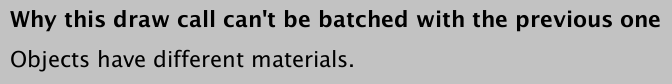 Why this draw call can't be batched with the previous one
Objects have different materials.